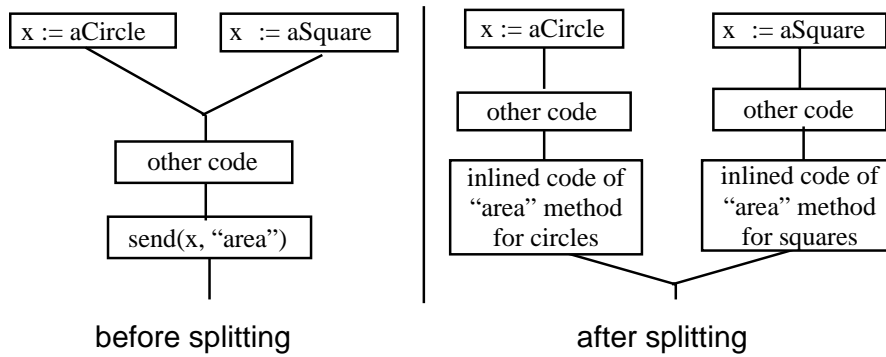 x := aCircle
x := aSquare
other code
send(x, “area”)
before splitting
x := aCircle
x := aSquare
other code
other code
inlined code of
“area” method
for circles
inlined code of
“area” method
for squares
after splitting